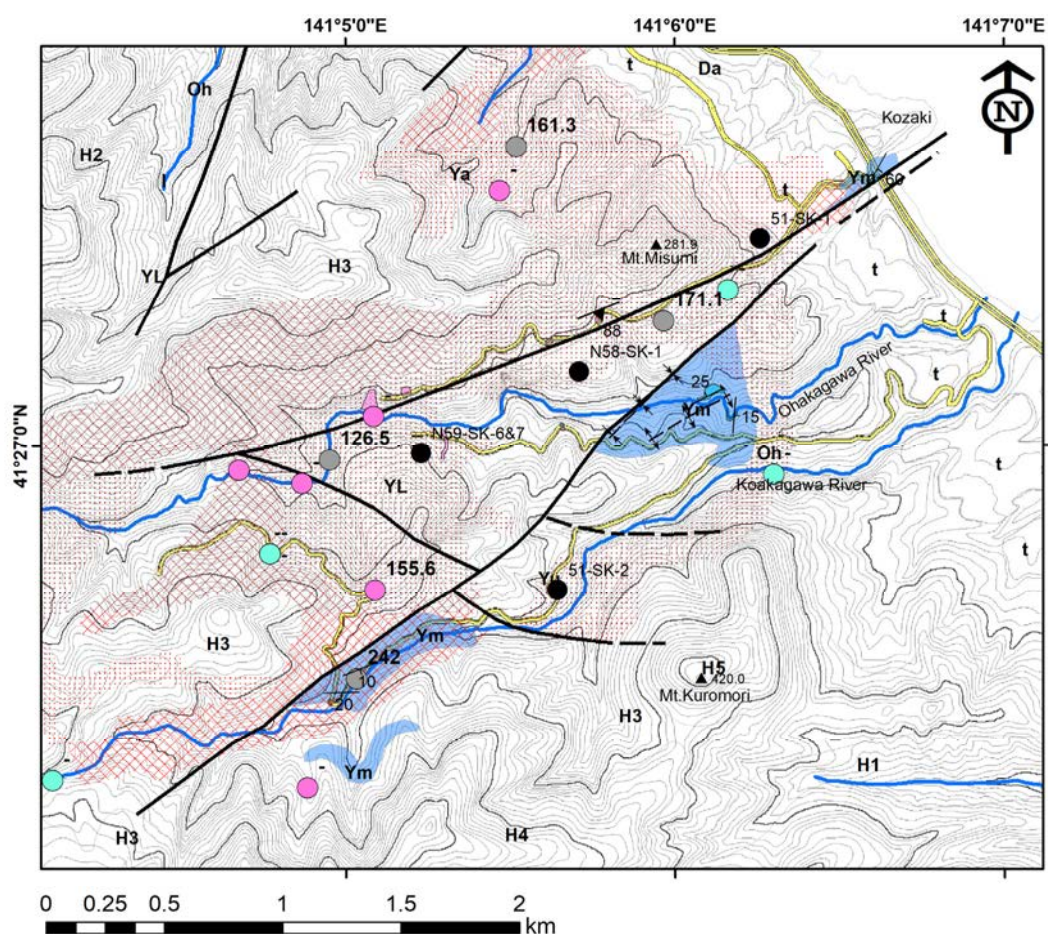 141°5'0"E 141°6'0"E 141°7'0"E
t
Da
Oh
N
Kozaki
161.3
-
H2
Ya
Ym
60
t
51-SK-1
281.9
Mt.Misumi
H3
YL
t
t
171.1
88
N58-SK-1
t
Ohakagawa River
25
Ym
15
t
41°27'0"N
126.5
N59-SK-6&7
Oh -
YL
Koakagawa River
t
--
-
t
155.6
51-SK-2
Yu
H3
Ym
242
10
20
H5
420.0
Mt.Kuromori
H3
-
Ym
-
H1
H3
H4
0 0.25 0.5 1 1.5 2
km